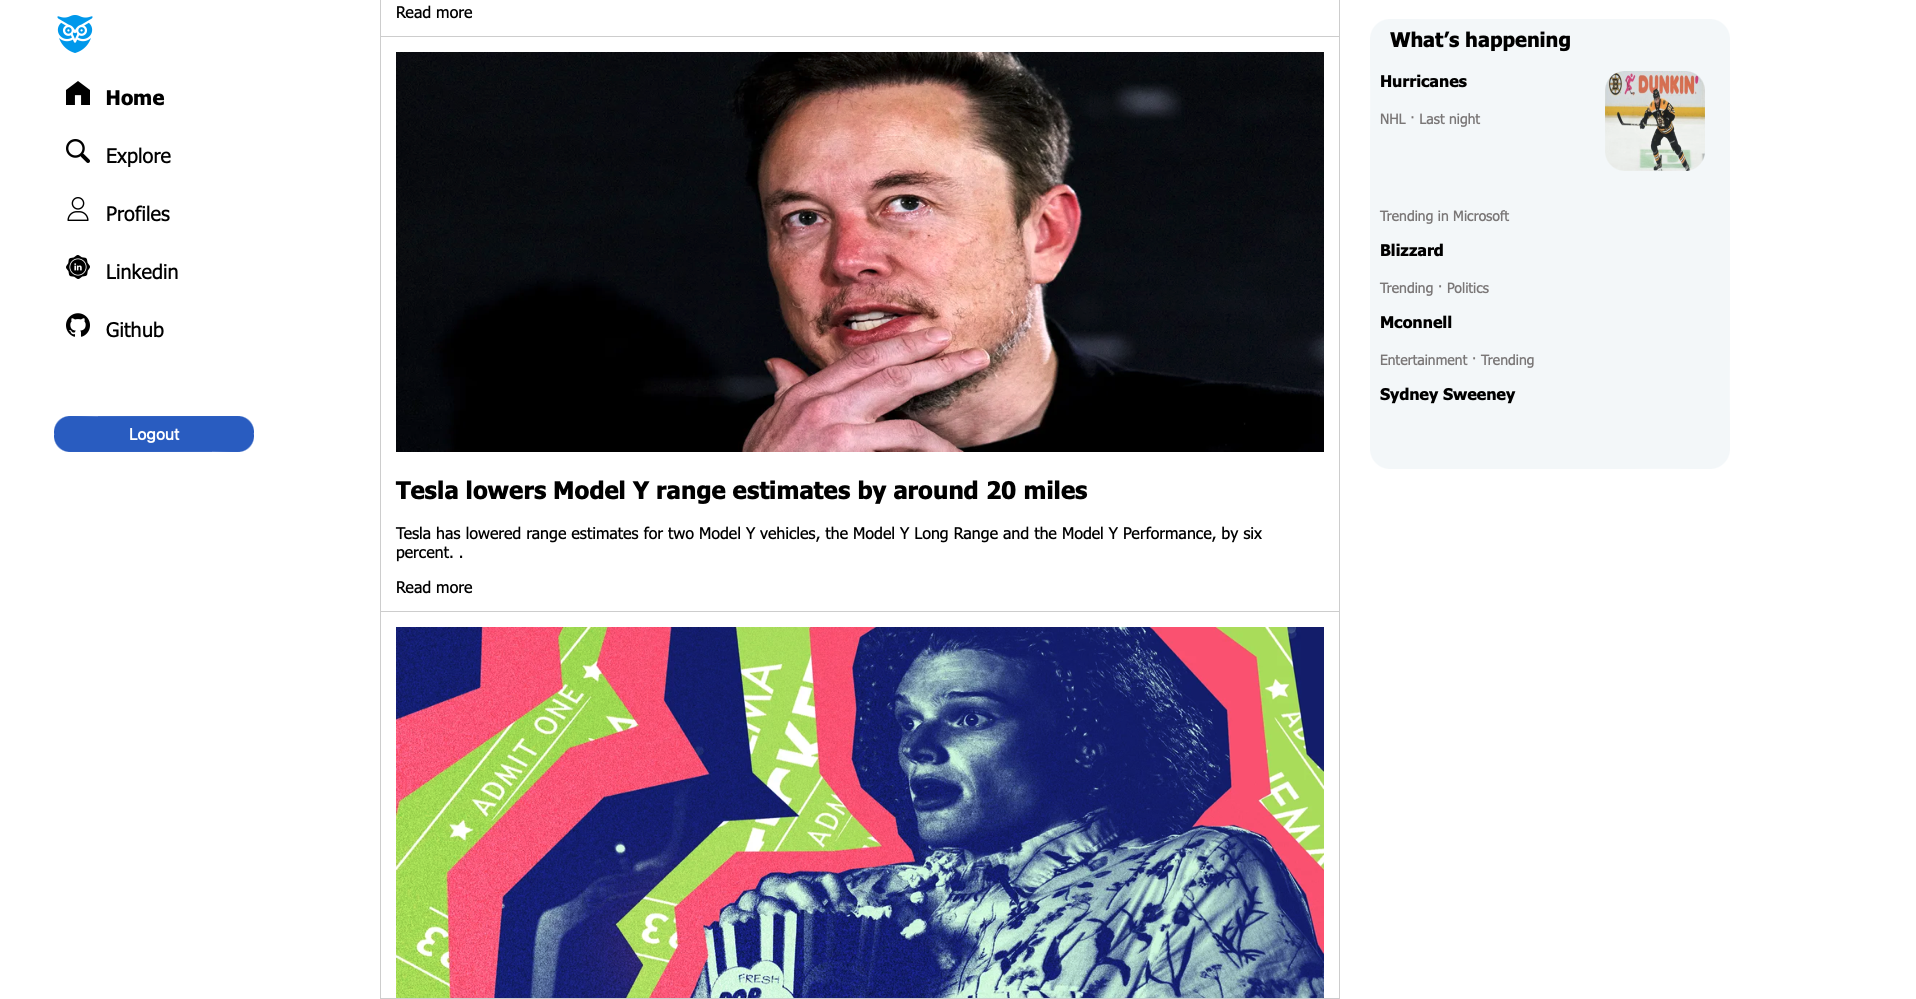 Home
Explore
Profiles
Linkedin
Github
Logout
Read more
Tesla lowers Model Y range estimates by around 20 miles
Tesla has lowered range estimates for two Model Y vehicles, the Model Y Long Range and the Model Y Performance, by six
percent. .
Read more
ADMIT ONE
FRESH
What’s happening
Hurricanes
DUNKIN'
NHL · Last night
Trending in Microsoft
Blizzard
Trending · Politics
Mconnell
Entertainment · Trending
Sydney Sweeney